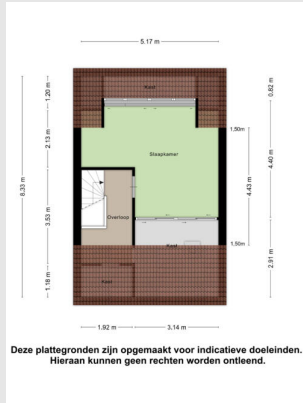 5.17 m
Kast
1.20 m
0.82 m
1,50m
2.13 m
Slaapkamer
8.33 m
4.43 m
4.40 m
Overloop
3.53 m
Kast
1,50m
2.91 m
Kast
1.18 m
1.92 m
3.14 m
Deze plattegronden zijn opgemaakt voor indicatieve doeleinden.
Hieraan kunnen geen rechten worden ontleend.